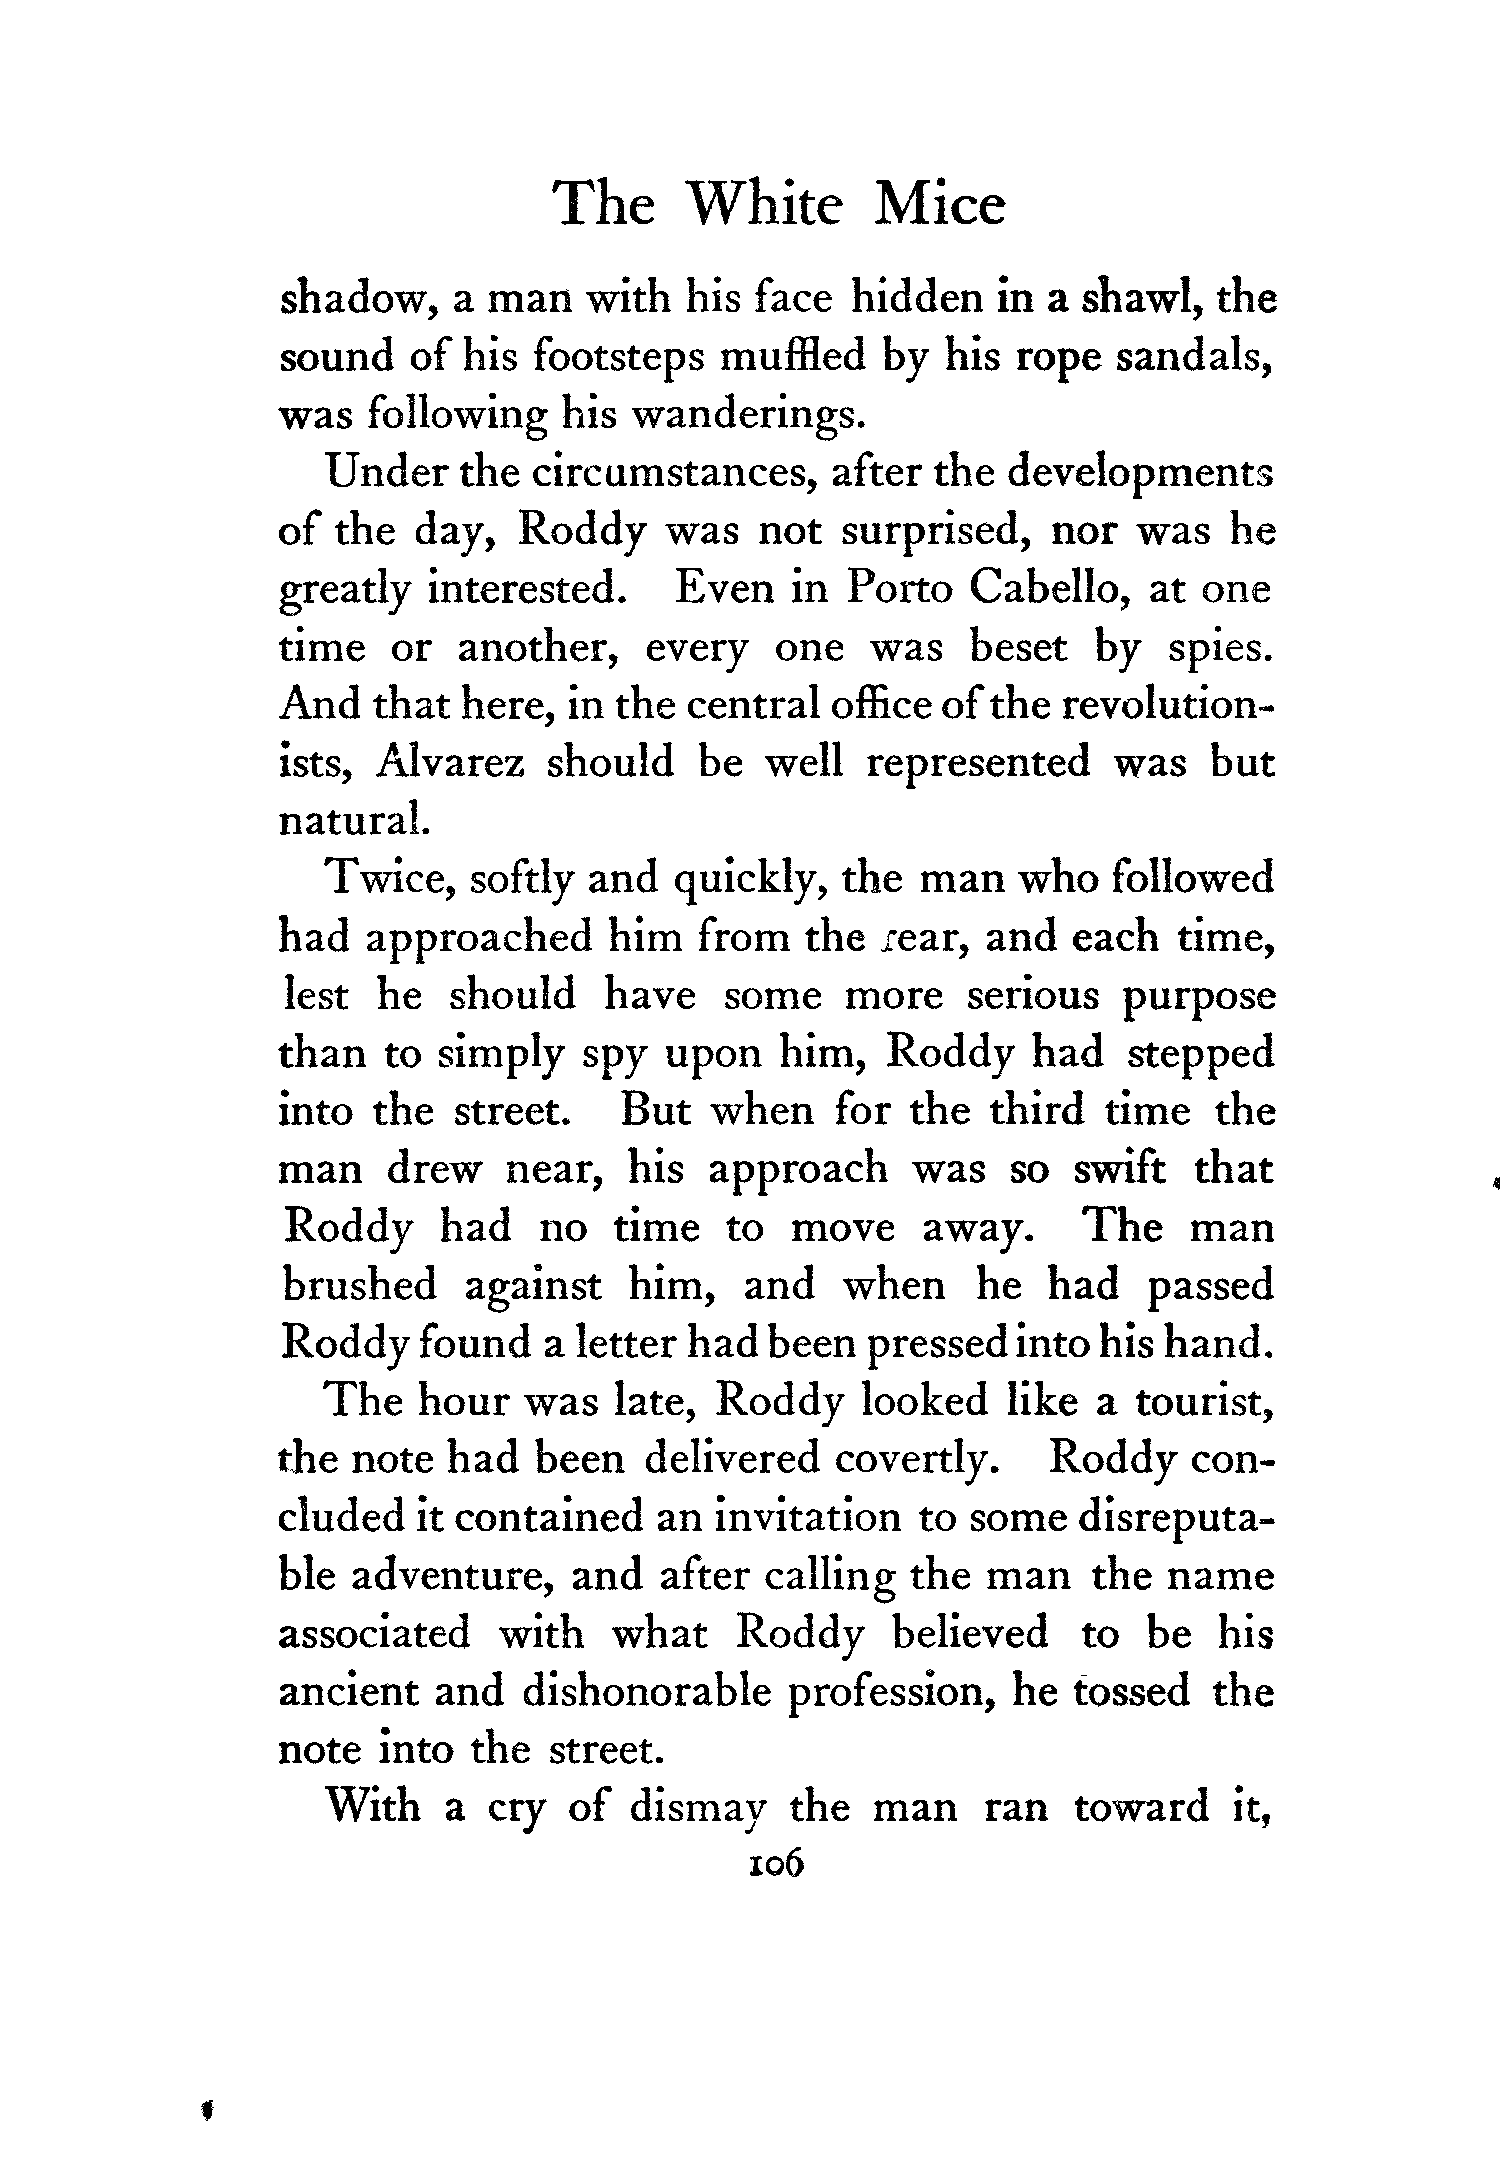 The White Mice
shadow, a man with his face hidden in a shawl, the
sound of his footsteps muffled by his rope sandals,
was following his wanderings.
Under the circumstances, after the developments
of the day, Roddy was not surprised, nor was he
greatly interested. Even in Porto Cabello, at one
time or another, every one was beset by spies.
And that here, in the central office of the revolution-
ists, Alvarez should be well represented was but
natural.
Twice, softly and quickly, the man who followed
had approached him from the rear, and each time,
lest he should have some more serious purpose
than to simply spy upon him, Roddy had stepped
into the street. But when for the third time the
man drew near, his approach was so swift that
Roddy had no time to move away. The man
brushed against him, and when he had passed
Roddy found a letter had been pressed into his hand.
The hour was late, Roddy looked like a tourist,
the note had been delivered covertly. Roddy con-
cluded it contained an invitation to some disreputa-
ble adventure, and after calling the man the name
associated with what Roddy believed to be his
ancient and dishonorable profession, he tossed the
note into the street.
With a cry of dismay the man ran toward it,
106